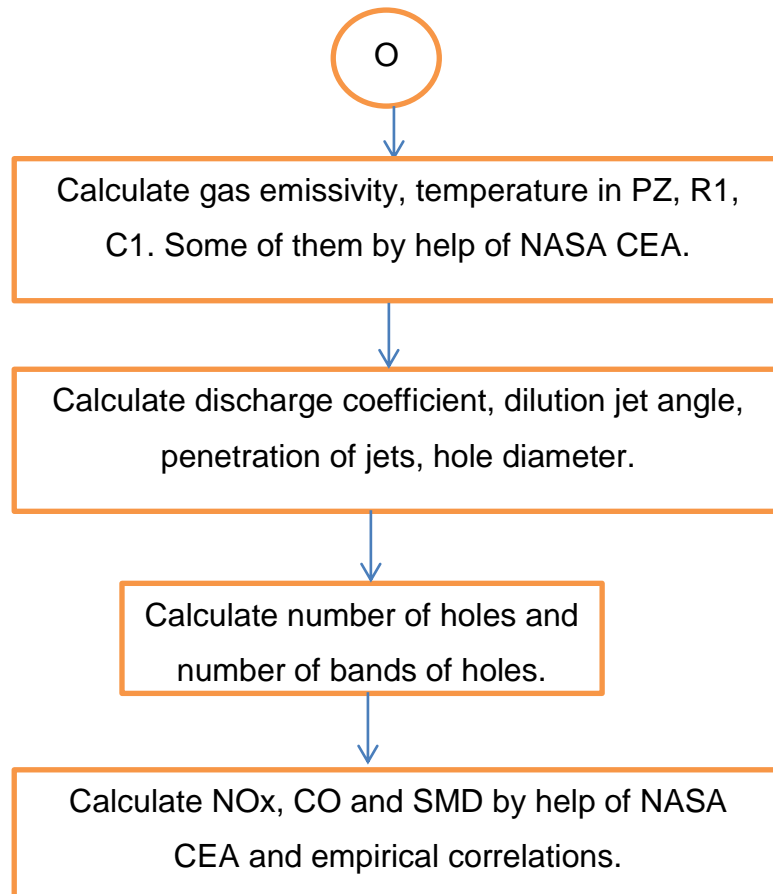 O
Calculate gas emissivity, temperature in PZ, R1,
C1. Some of them by help of NASA CEA.
Calculate discharge coefficient, dilution jet angle,
penetration of jets, hole diameter.
Calculate number of holes and
number of bands of holes.
Calculate NOx, CO and SMD by help of NASA
CEA and empirical correlations.